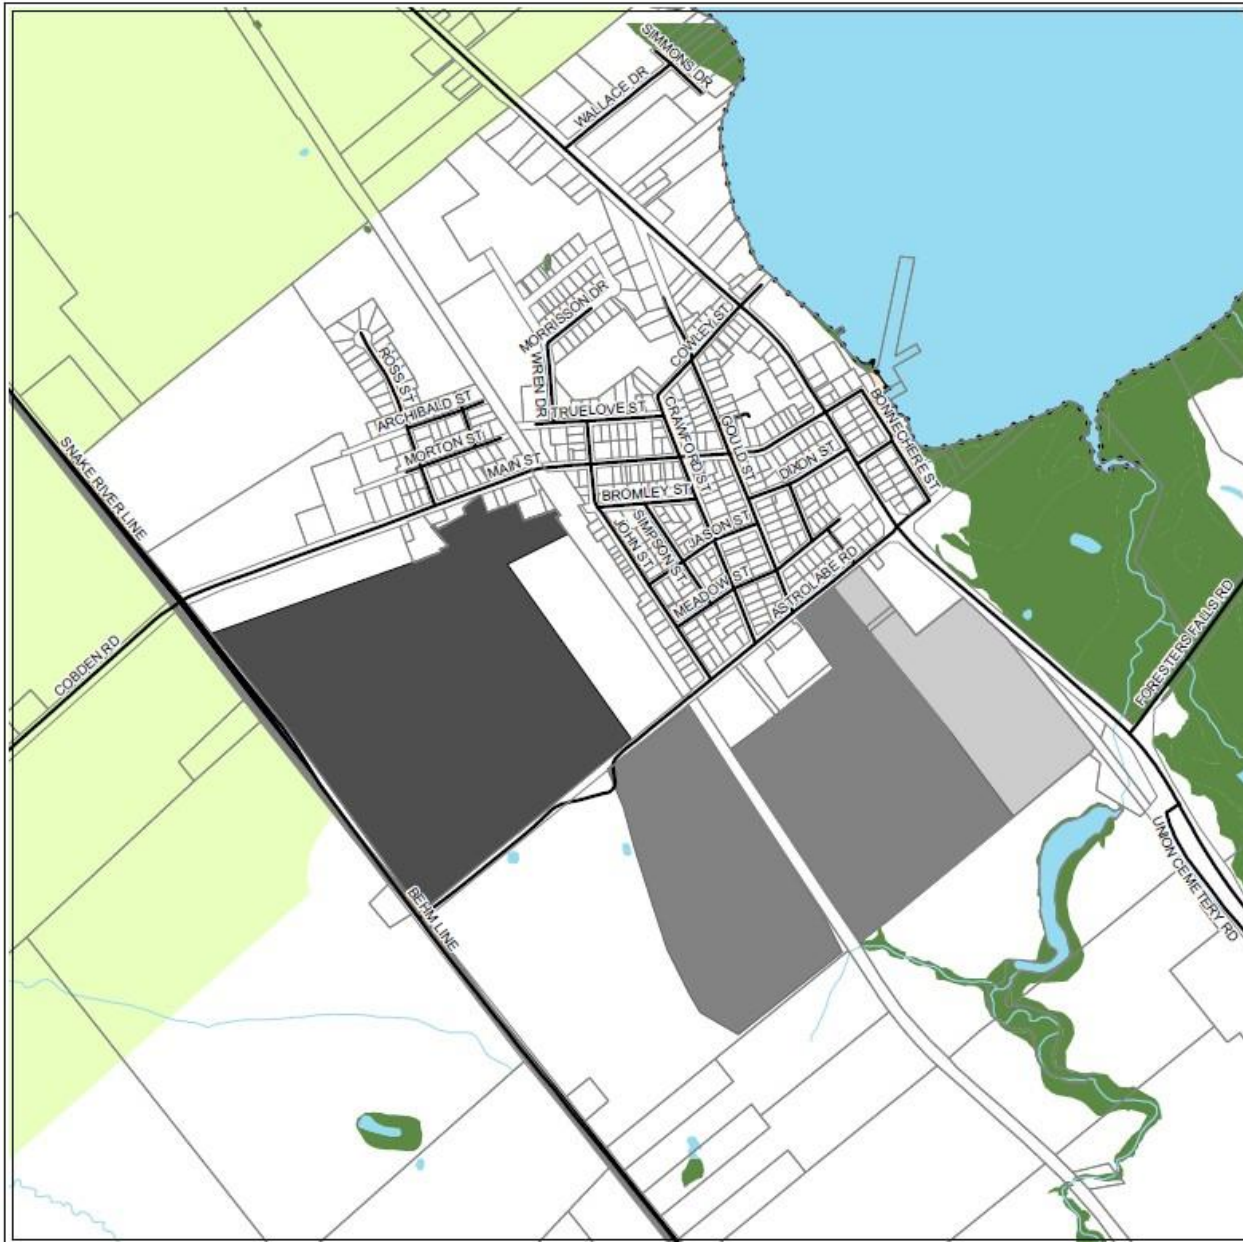 SIMMONS DR
WALLACE DR
MORRISSON DR
COWLEY ST
ROSS ST
WREN DR
ARCHIBALD ST
TRUELOVE ST
CRAWFORD ST
GOULD ST
BONNECHERE ST
MORTON ST
MAIN ST
DIXON ST
SNAKE RIVER LINE
BROMLEY ST
SIMPSON ST
JOHN ST
JASON ST
MEADOW ST
ASTROLABE RD
COBDEN RD
FORESTERS FALLS RD
UNION CEMETERY RD
BEHM LINE